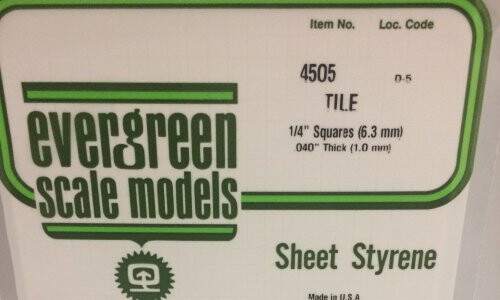 Item No. Loc. Code
4505 D-5
TILE
1/4" Squares (6.3 mm)
.040" Thick (1.0 mm)
evergreen
scale models
Sheet Styrene
Made in U.S.A